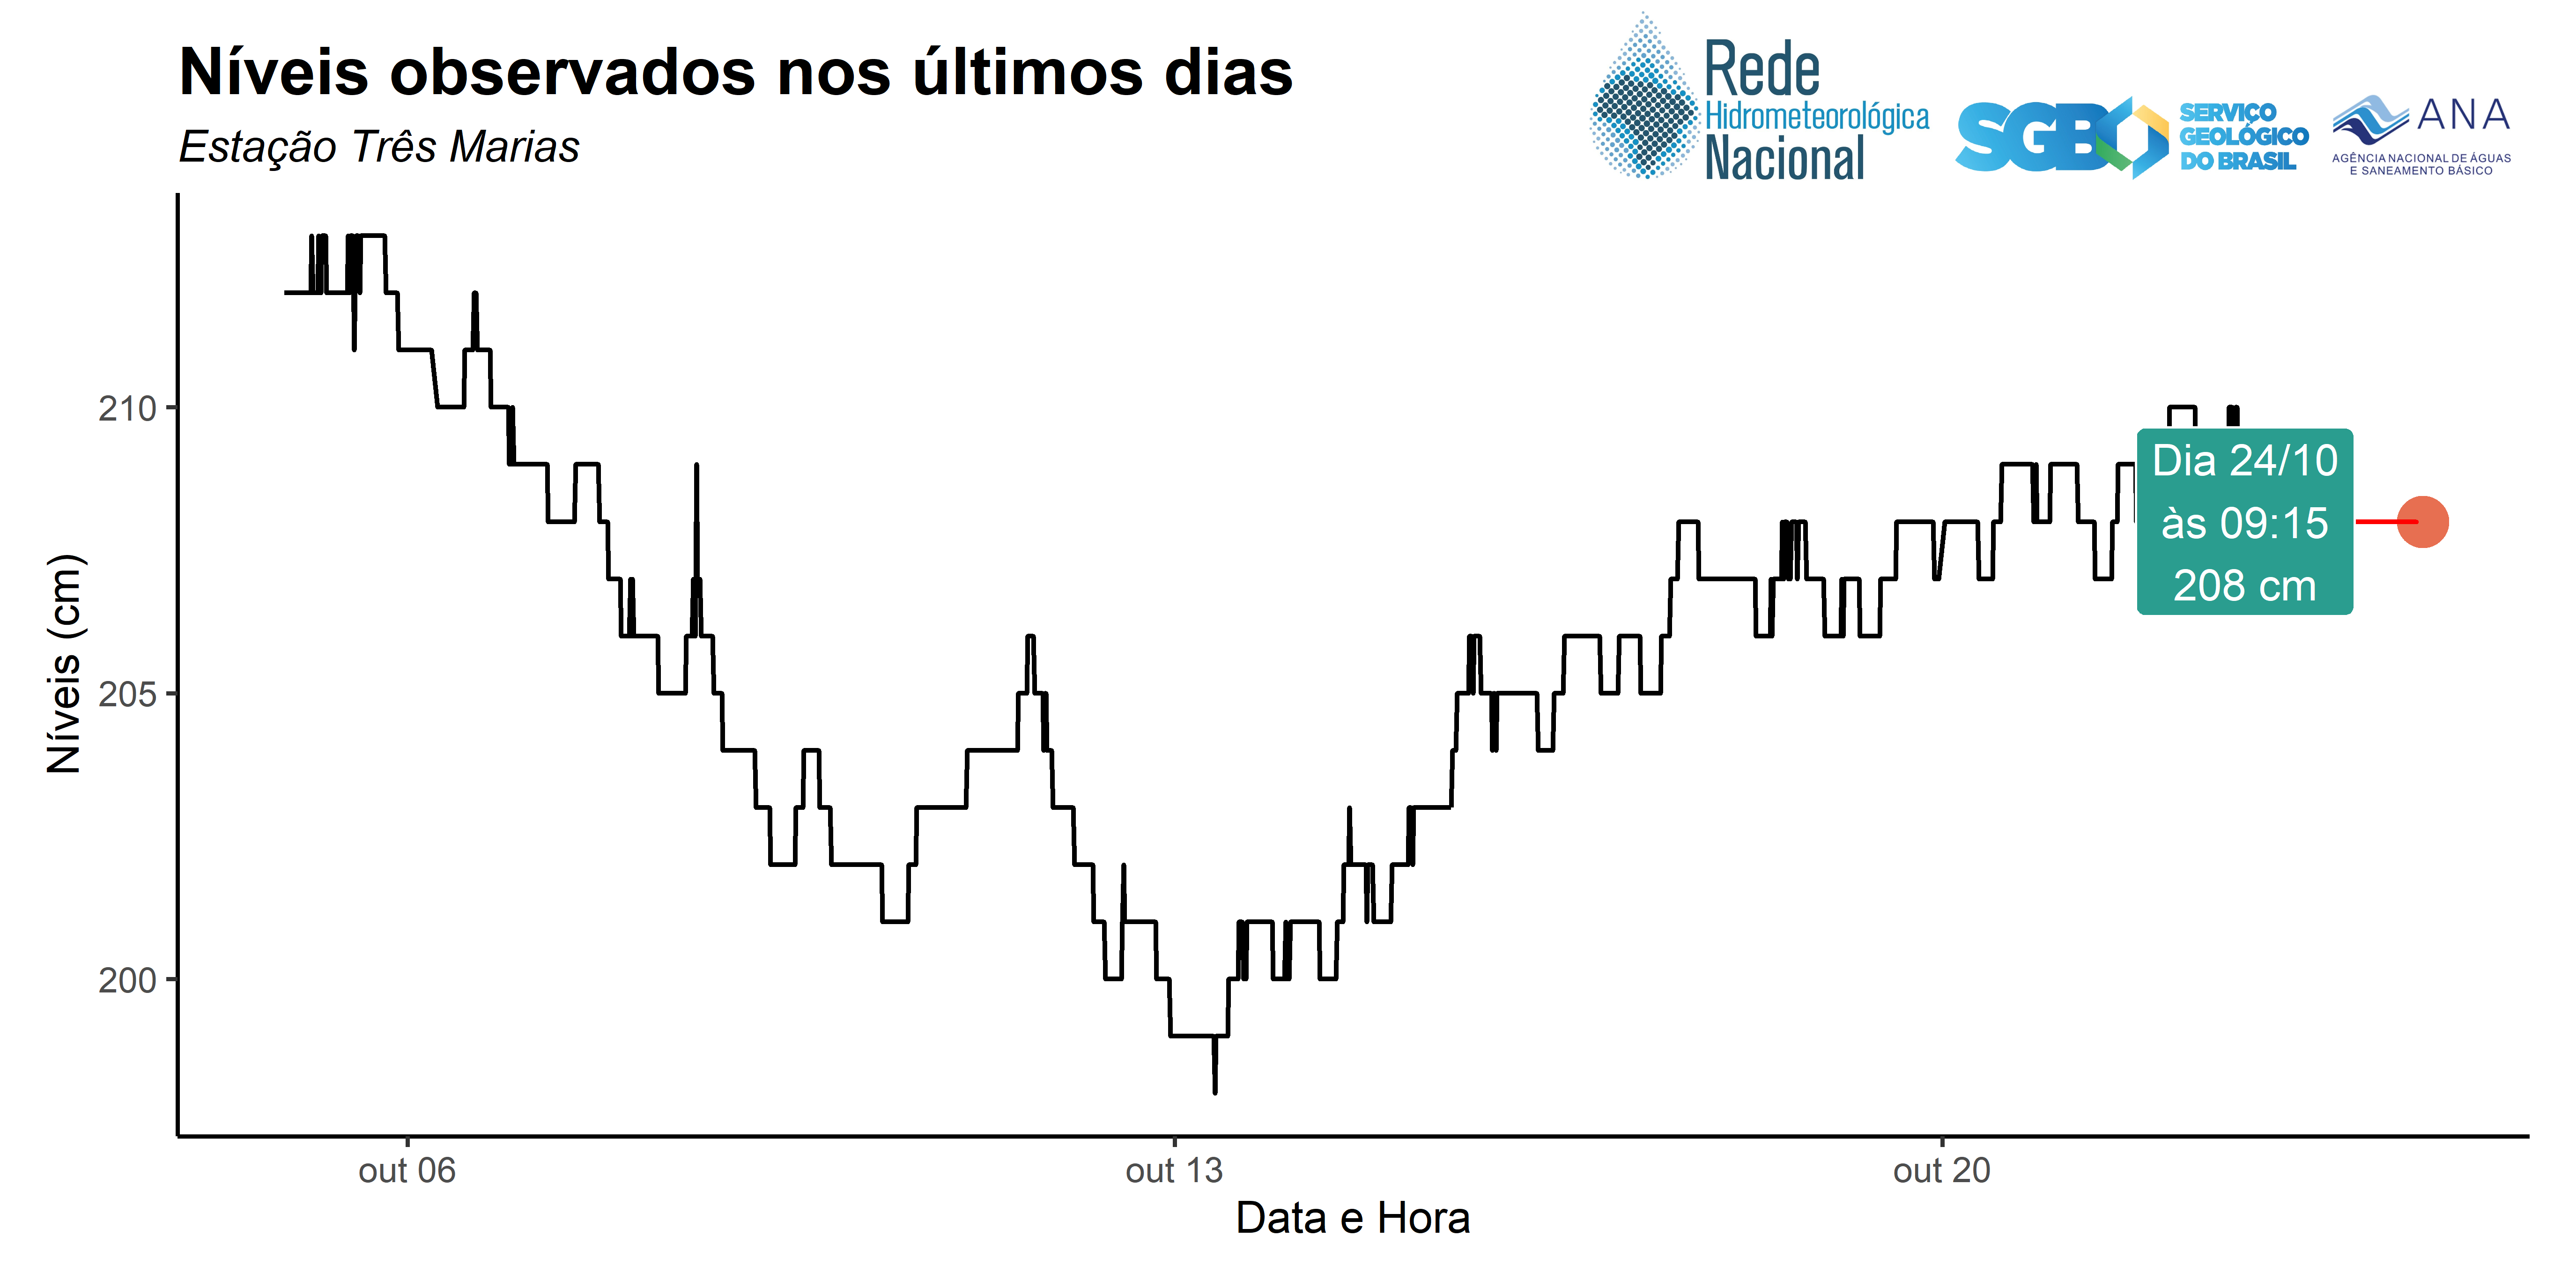 Níveis observados nos últimos dias
Estação Três Marias
Rede
Hidrometeorológica
Nacional
SGB
SERVIÇO
GEOLÓGICO
DO BRASIL
ANA
AGÊNCIA NACIONAL DE ÁGUAS
E SANEAMENTO BÁSICO
Níveis (cm)
210
205
200
Dia 24/10
às 09:15
208 cm
out 06
out 13
out 20
Data e Hora